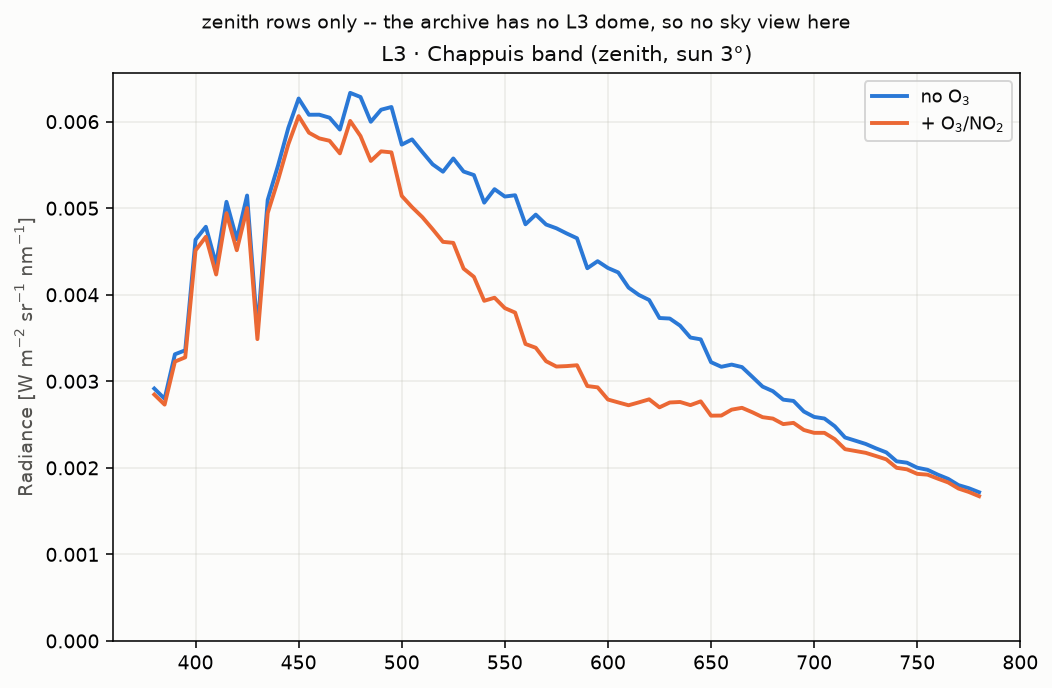 zenith rows only -- the archive has no L3 dome, so no sky view here
L3 · Chappuis band (zenith, sun 3°)
no O₃
+ O₃/NO₂
Radiance [W m⁻² sr⁻¹ nm⁻¹]
0.006
0.005
0.004
0.003
0.002
0.001
0.000
400 450 500 550 600 650 700 750 800